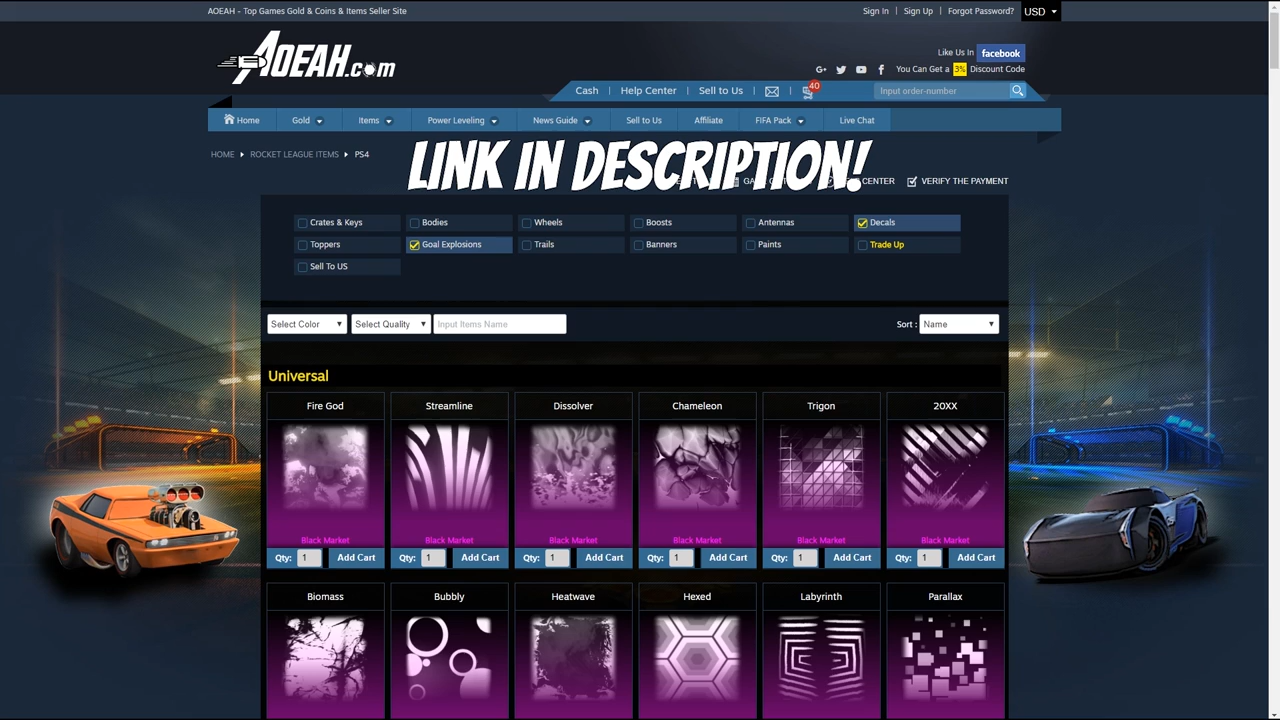 AOEAH - Top Games Gold & Coins & Items Seller Site
Sign In | Sign Up | Forgot Password? USD
AOEAH.com
Like Us In facebook
You Can Get a 3% Discount Code
Cash | Help Center | Sell to Us | | 40 Input order-number
Home Gold Items Power Leveling News Guide Sell to Us Affiliate FIFA Pack Live Chat
HOME ROCKET LEAGUE ITEMS PS4
LINK IN DESCRIPTION!
CENTER VERIFY THE PAYMENT
Crates & Keys Bodies Wheels Boosts Antennas Decals
Toppers Goal Explosions Trails Banners Paints Trade Up
Sell To US
Select Color Select Quality Input Items Name Sort : Name
Universal
Fire God Streamline Dissolver Chameleon Trigon 20XX
Black Market Black Market Black Market Black Market Black Market Black Market
Qty: 1 Add Cart Qty: 1 Add Cart Qty: 1 Add Cart Qty: 1 Add Cart Qty: 1 Add Cart Qty: 1 Add Cart
Biomass Bubbly Heatwave Hexed Labyrinth Parallax